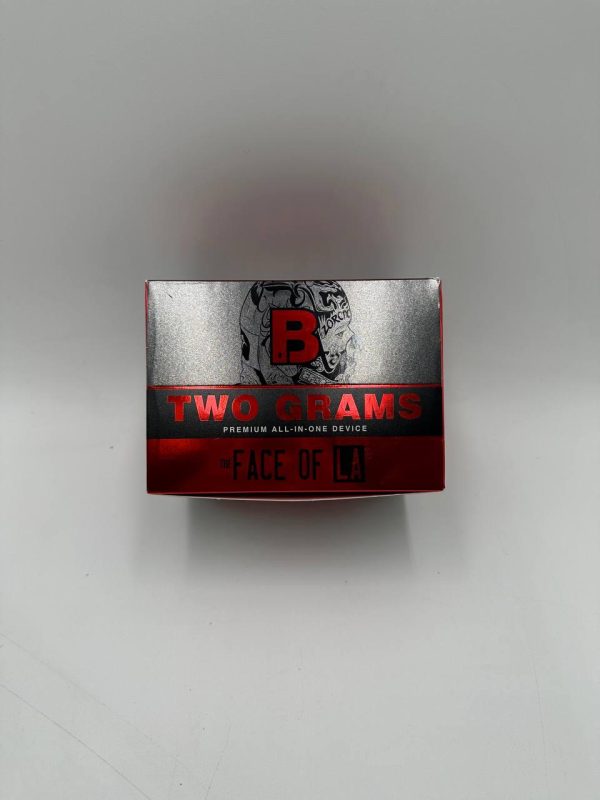 B
TWO GRAMS
PREMIUM ALL-IN-ONE DEVICE
THE FACE OF LA